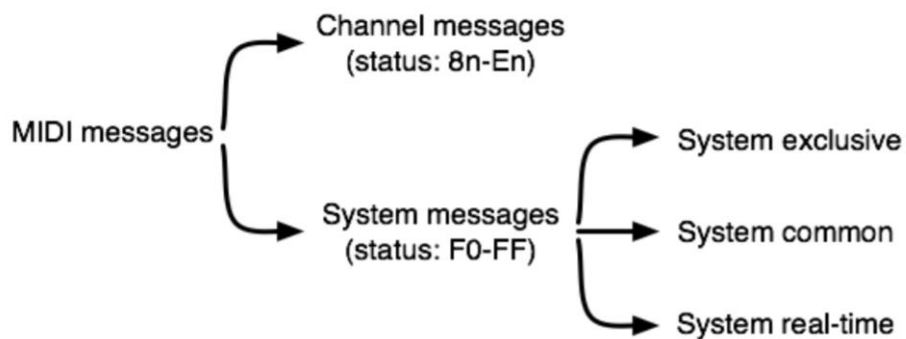 Channel messages
(status: 8n-En)
MIDI messages
System exclusive
System messages
(status: F0-FF)
System common
System real-time